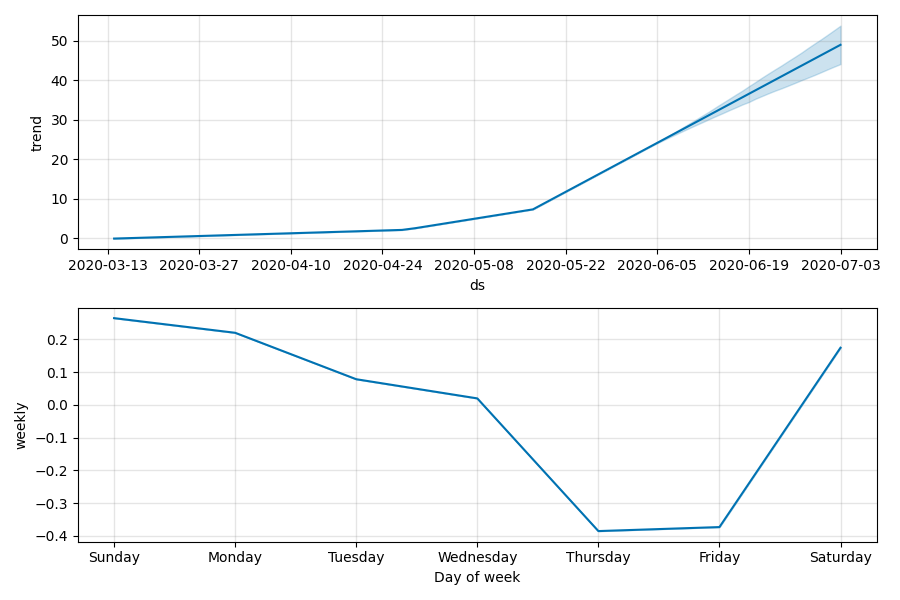 50
40
30
20
10
0
trend
2020-03-13 2020-03-27 2020-04-10 2020-04-24 2020-05-08 2020-05-22 2020-06-05 2020-06-19 2020-07-03
ds
0.2
0.1
0.0
−0.1
−0.2
−0.3
−0.4
weekly
Sunday Monday Tuesday Wednesday Thursday Friday Saturday
Day of week